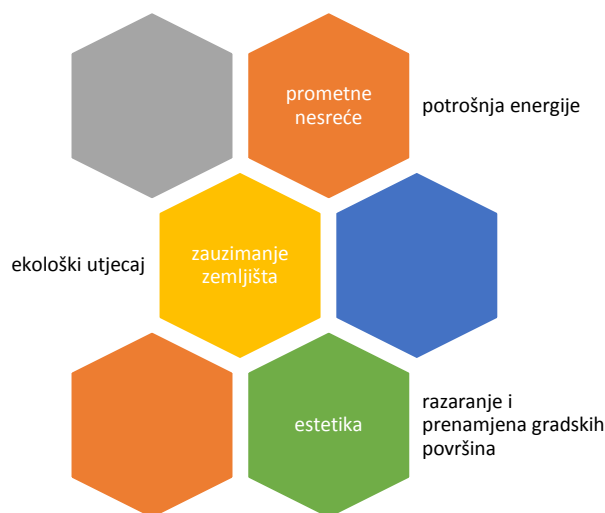 prometne
nesreće
potrošnja energije
ekološki utjecaj
zauzimanje
zemljišta
estetika
razaranje i
prenamjena gradskih
površina